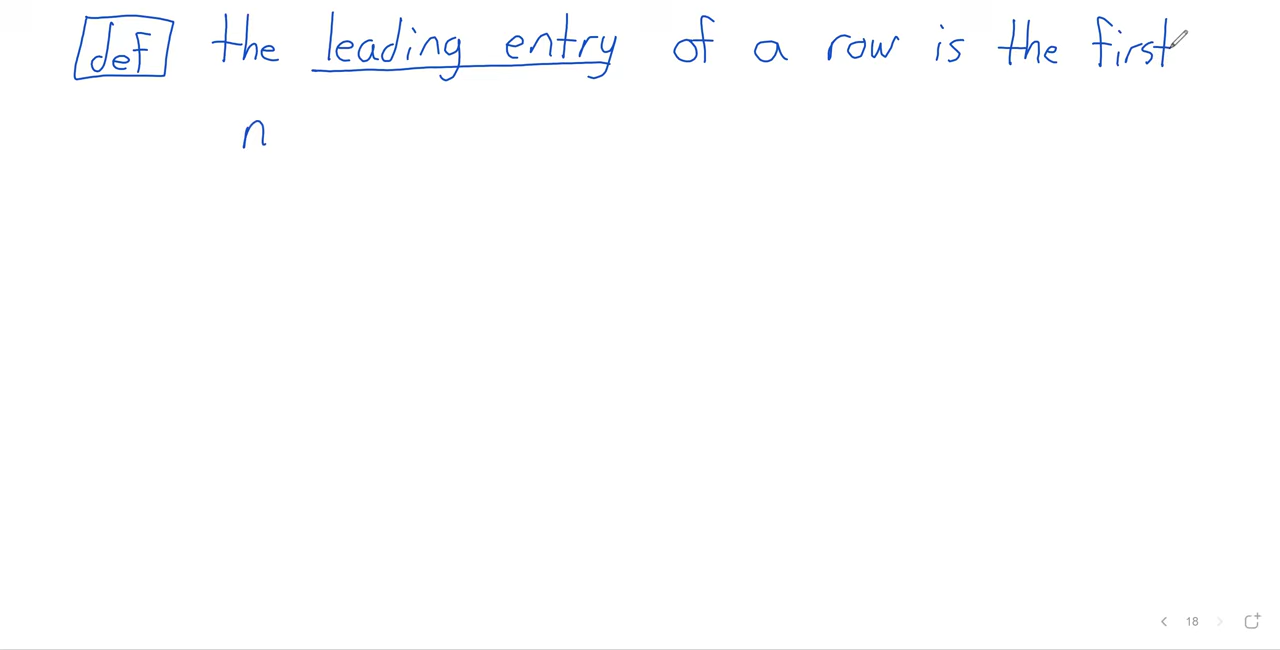 def the leading entry of a row is the first
n
18